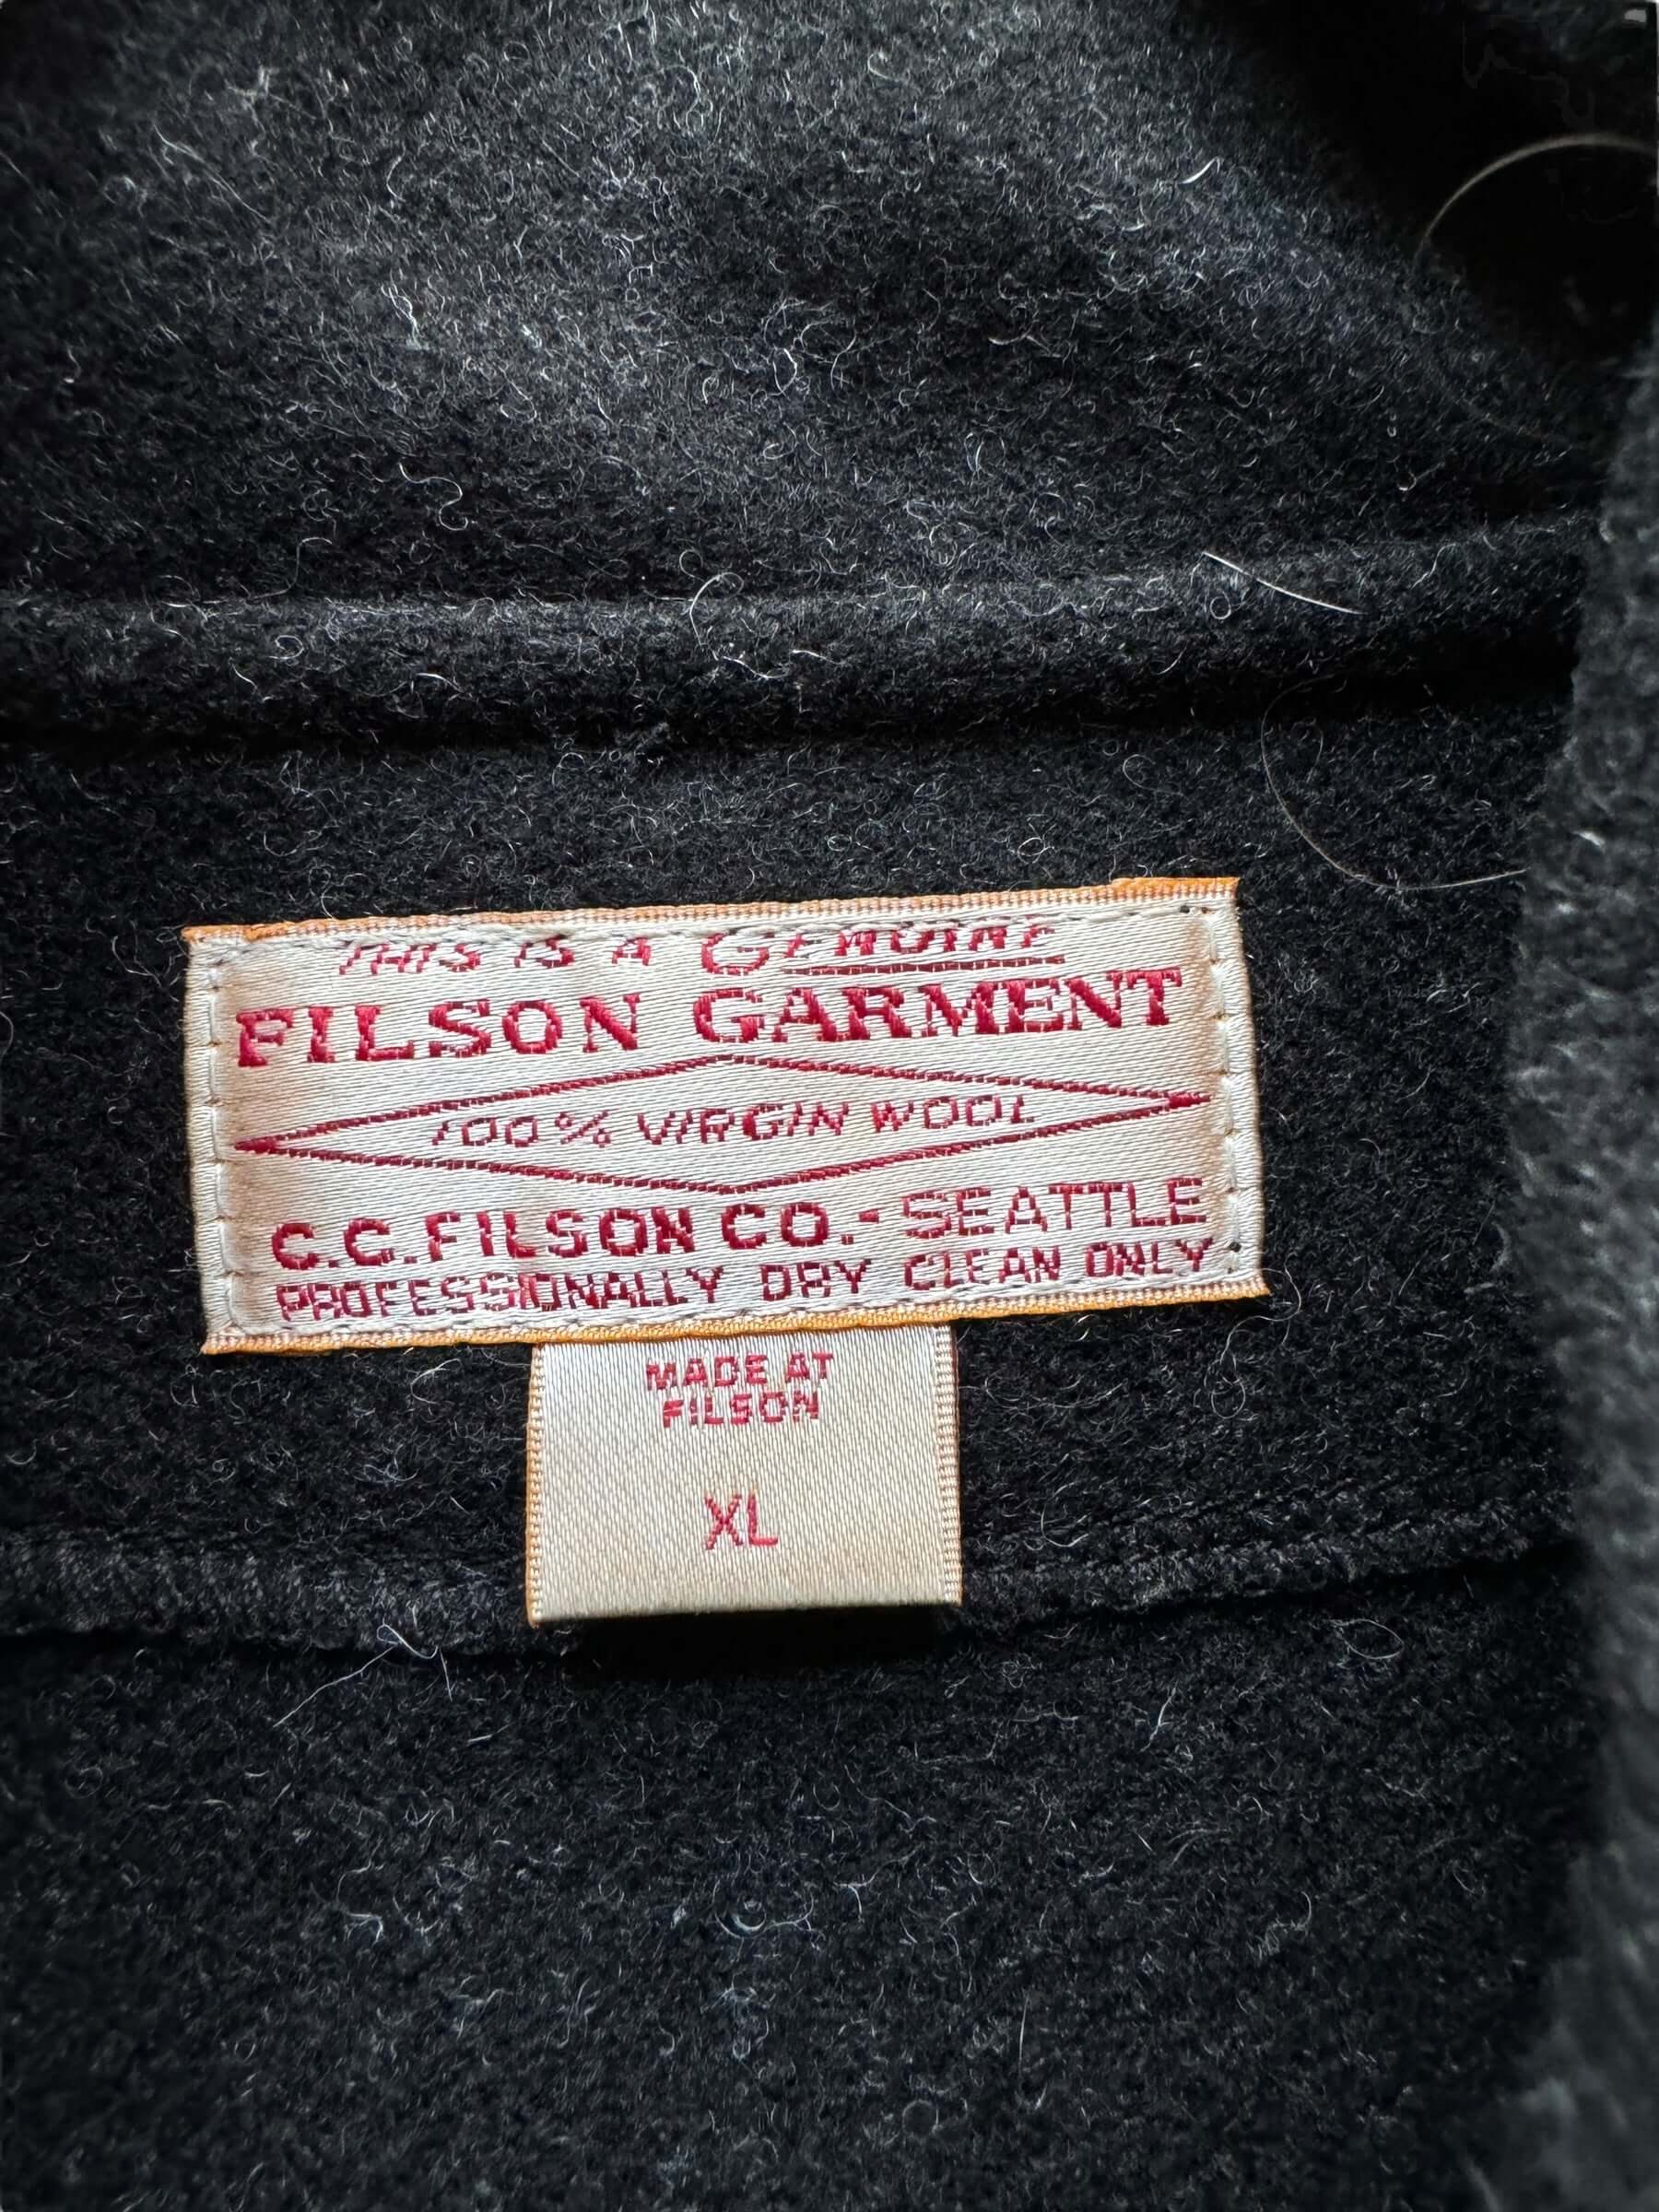 THIS IS A GENUINE
FILSON GARMENT
100% VIRGIN WOOL
C.C. FILSON CO. - SEATTLE
PROFESSIONALLY DRY CLEAN ONLY
MADE AT
FILSON
XL